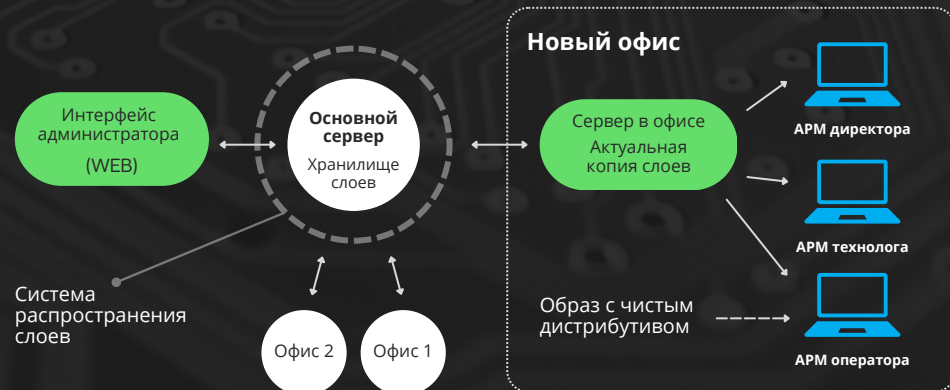 Новый офис
Интерфейс
администратора
(WEB)
Основной
сервер
Хранилище
слоев
Сервер в офисе
Актуальная
копия слоев
АРМ директора
АРМ технолога
Система
распространения
слоев
Образ с чистым
дистрибутивом
Офис 2
Офис 1
АРМ оператора